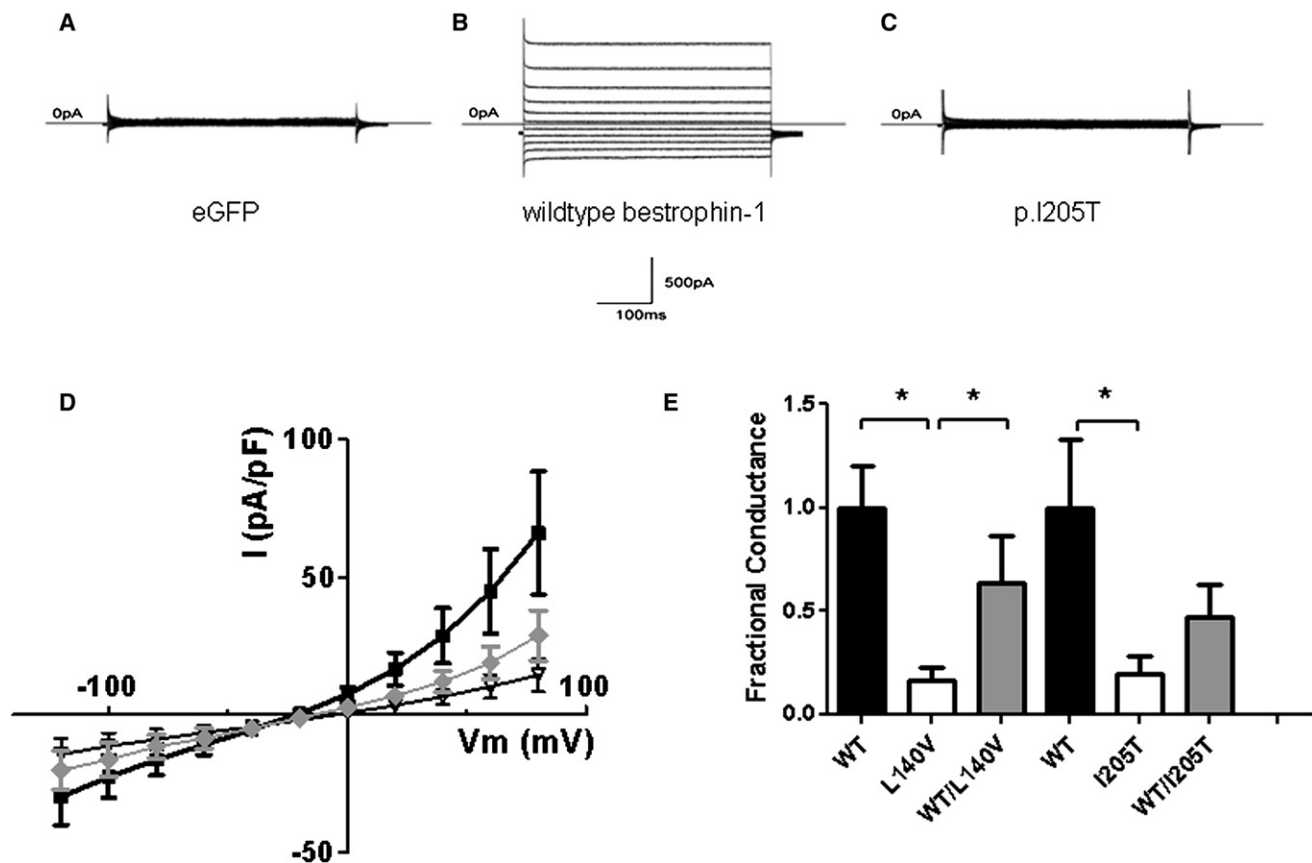 A
B
C
0pA
0pA
0pA
eGFP
wildtype bestrophin-1
p.I205T
500pA
100ms
D
I (pA/pF)
100
50
-100
100
Vm (mV)
-50
E
Fractional Conductance
1.5
1.0
0.5
0.0
* * *
WT
L140V
WT/L140V
WT
I205T
WT/I205T